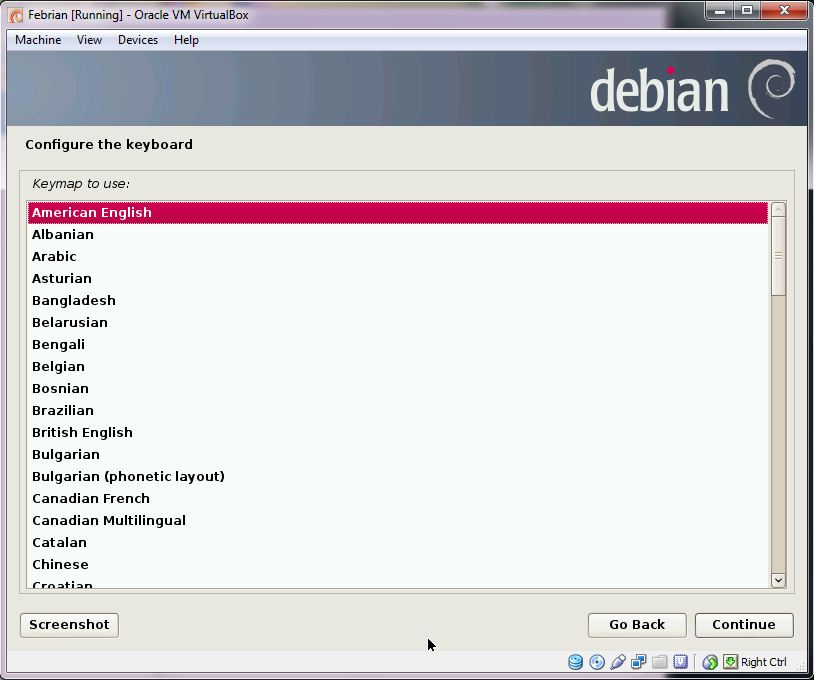 Febrian [Running] - Oracle VM VirtualBox
Machine View Devices Help
debian
Configure the keyboard
Keymap to use:
American English
Albanian
Arabic
Asturian
Bangladesh
Belarusian
Bengali
Belgian
Bosnian
Brazilian
British English
Bulgarian
Bulgarian (phonetic layout)
Canadian French
Canadian Multilingual
Catalan
Chinese
Croatian
Screenshot Go Back Continue
Right Ctrl